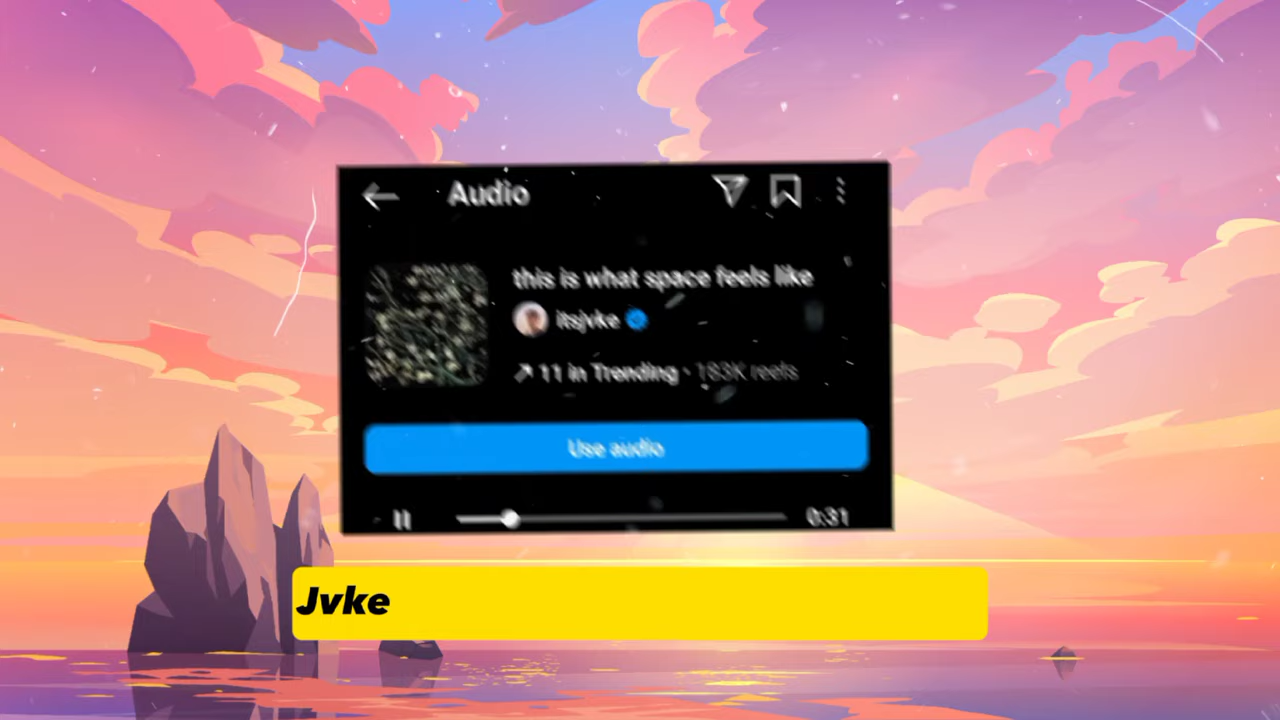 Audio
this is what space feels like
itsjvke
11 in Trending • 183K reels
Use audio
0:31
Jvke